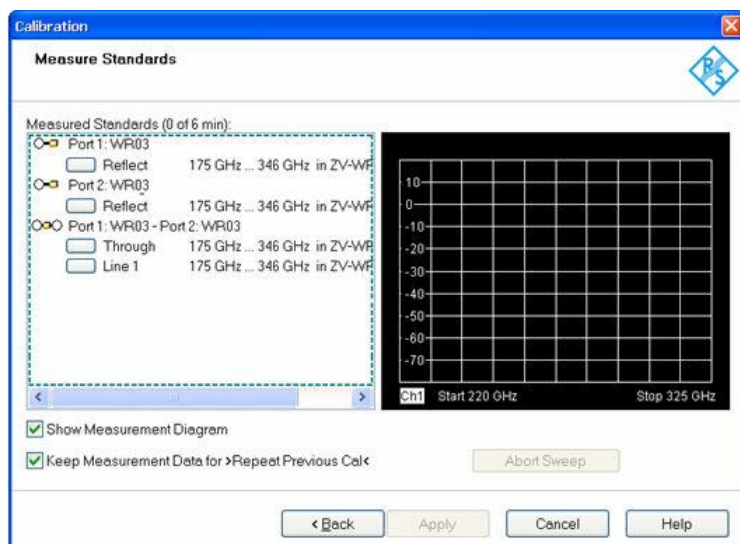 Calibration
Measure Standards
R S
Measured Standards (0 of 6 min):
Port 1: WR03
Reflect 175 GHz ... 346 GHz in ZV-WR
Port 2: WR03
Reflect 175 GHz ... 346 GHz in ZV-WR
Port 1: WR03 - Port 2: WR03
Through 175 GHz ... 346 GHz in ZV-WR
Line 1 175 GHz ... 346 GHz in ZV-WR
10
0
-10
-20
-30
-40
-50
-60
-70
Ch1 Start 220 GHz Stop 325 GHz
Show Measurement Diagram
Keep Measurement Data for >Repeat Previous Cal<
Abort Sweep
< Back
Apply
Cancel
Help